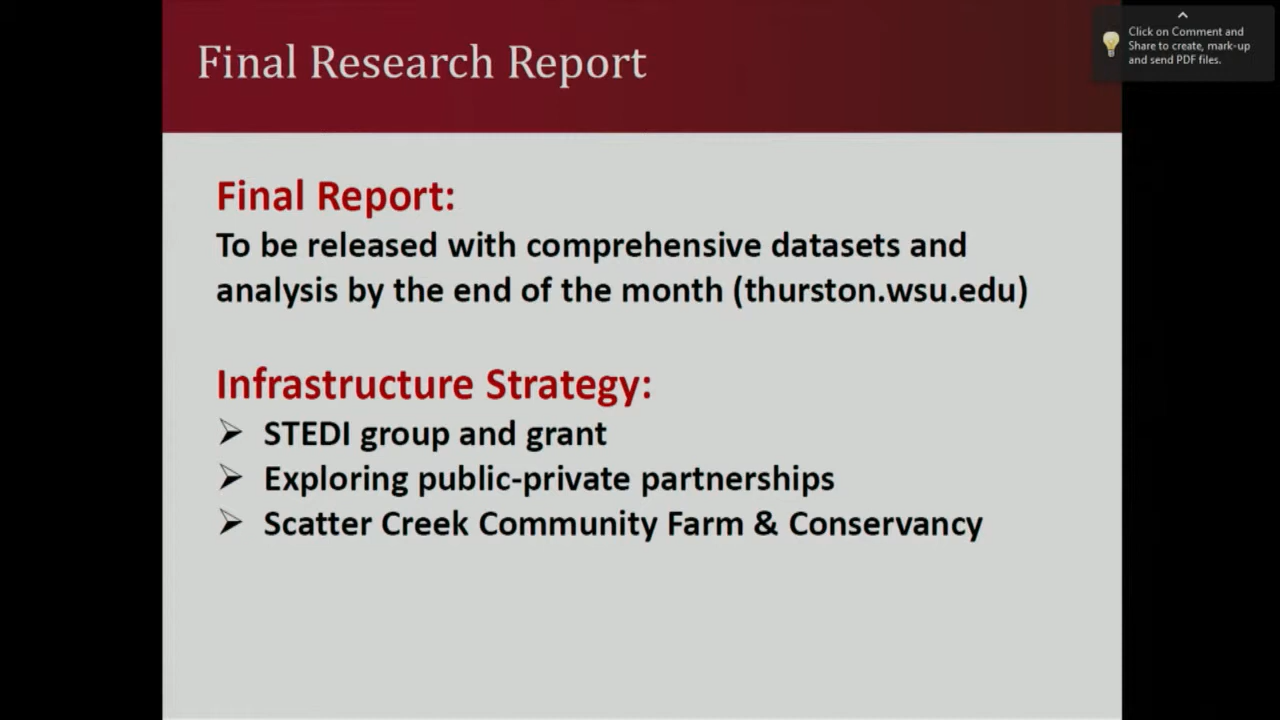 Final Research Report
Click on Comment and
Share to create, mark-up
and send PDF files.
Final Report:
To be released with comprehensive datasets and
analysis by the end of the month (thurston.wsu.edu)
Infrastructure Strategy:
STEDI group and grant
Exploring public-private partnerships
Scatter Creek Community Farm & Conservancy